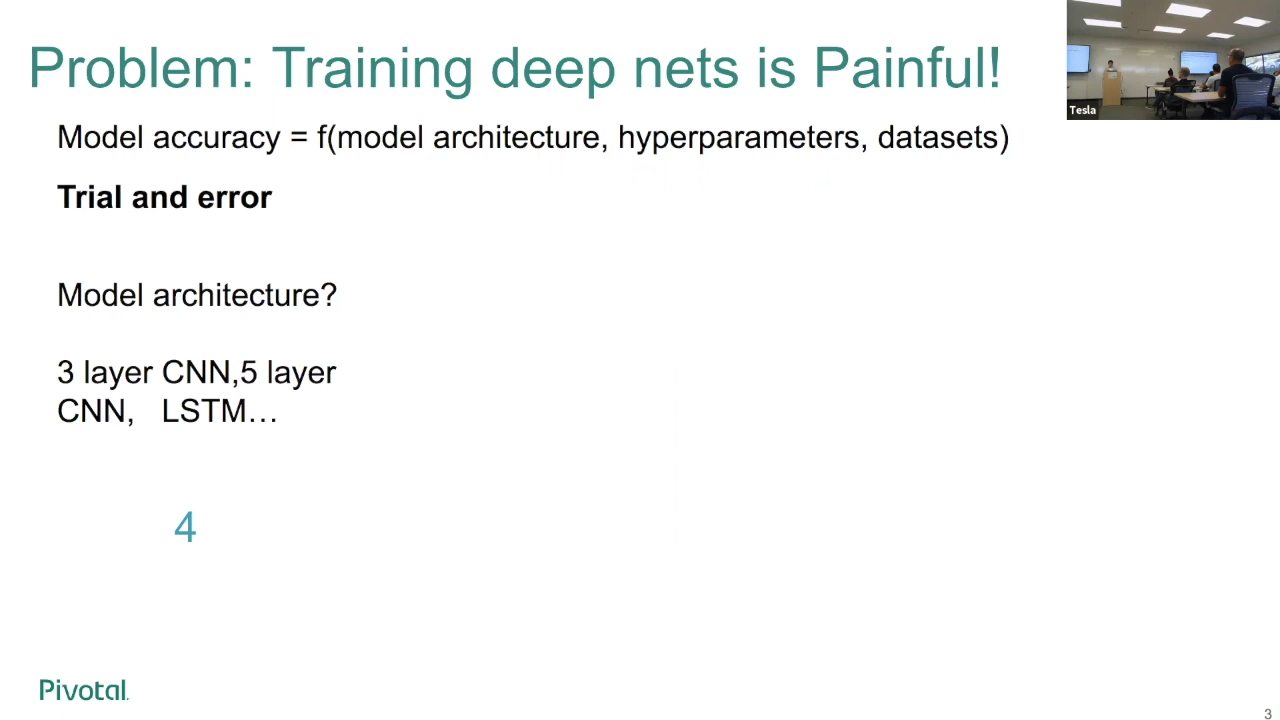 Problem: Training deep nets is Painful!
Tesla
Model accuracy = f(model architecture, hyperparameters, datasets)
Trial and error
Model architecture?
3 layer CNN,5 layer
CNN, LSTM…
4
Pivotal.
3